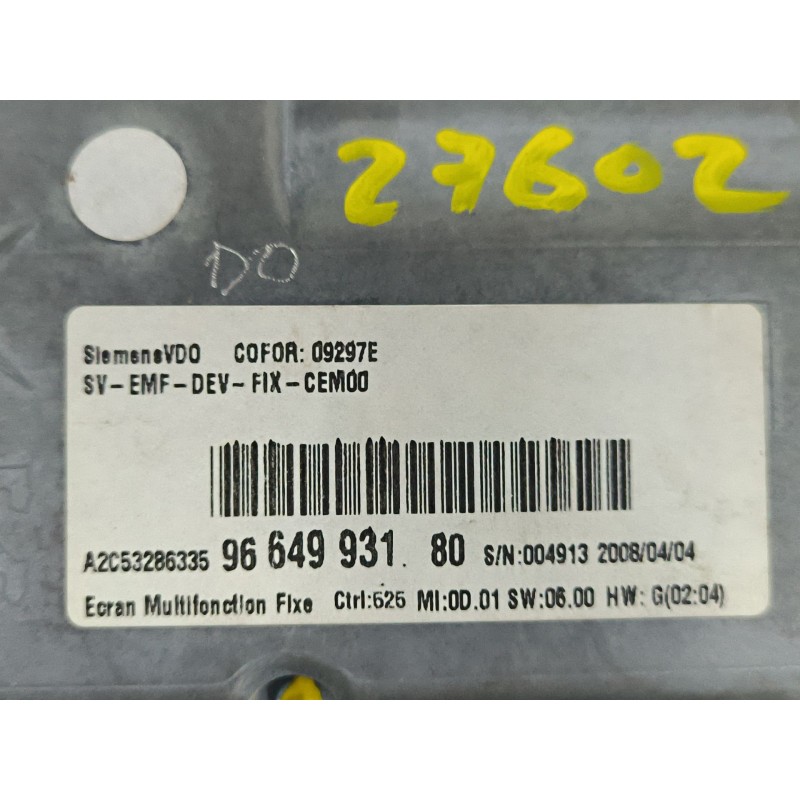 27602
DO
SiemensVDO COFOR: 09297E
SV-EMF-DEV-FIX-CEM00
A2C53286335 96 649 931. 80 S/N:004913 2008/04/04
Ecran Multifonction Fixe Ctrl:626 MI:0D.01 SW:06.00 HW: G(02:04)